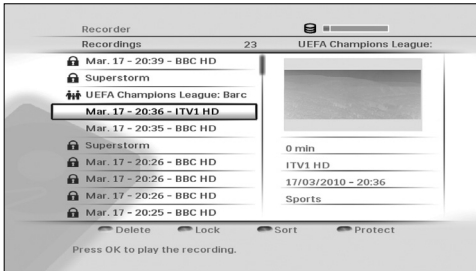 Recorder
Recordings 23 UEFA Champions League:
Mar. 17 - 20:39 - BBC HD
Superstorm
UEFA Champions League: Barc
Mar. 17 - 20:36 - ITV1 HD
Mar. 17 - 20:35 - BBC HD
Superstorm
Mar. 17 - 20:26 - BBC HD
Mar. 17 - 20:26 - BBC HD
Mar. 17 - 20:26 - BBC HD
Mar. 17 - 20:25 - BBC HD
0 min
ITV1 HD
17/03/2010 - 20:36
Sports
Delete Lock Sort Protect
Press OK to play the recording.